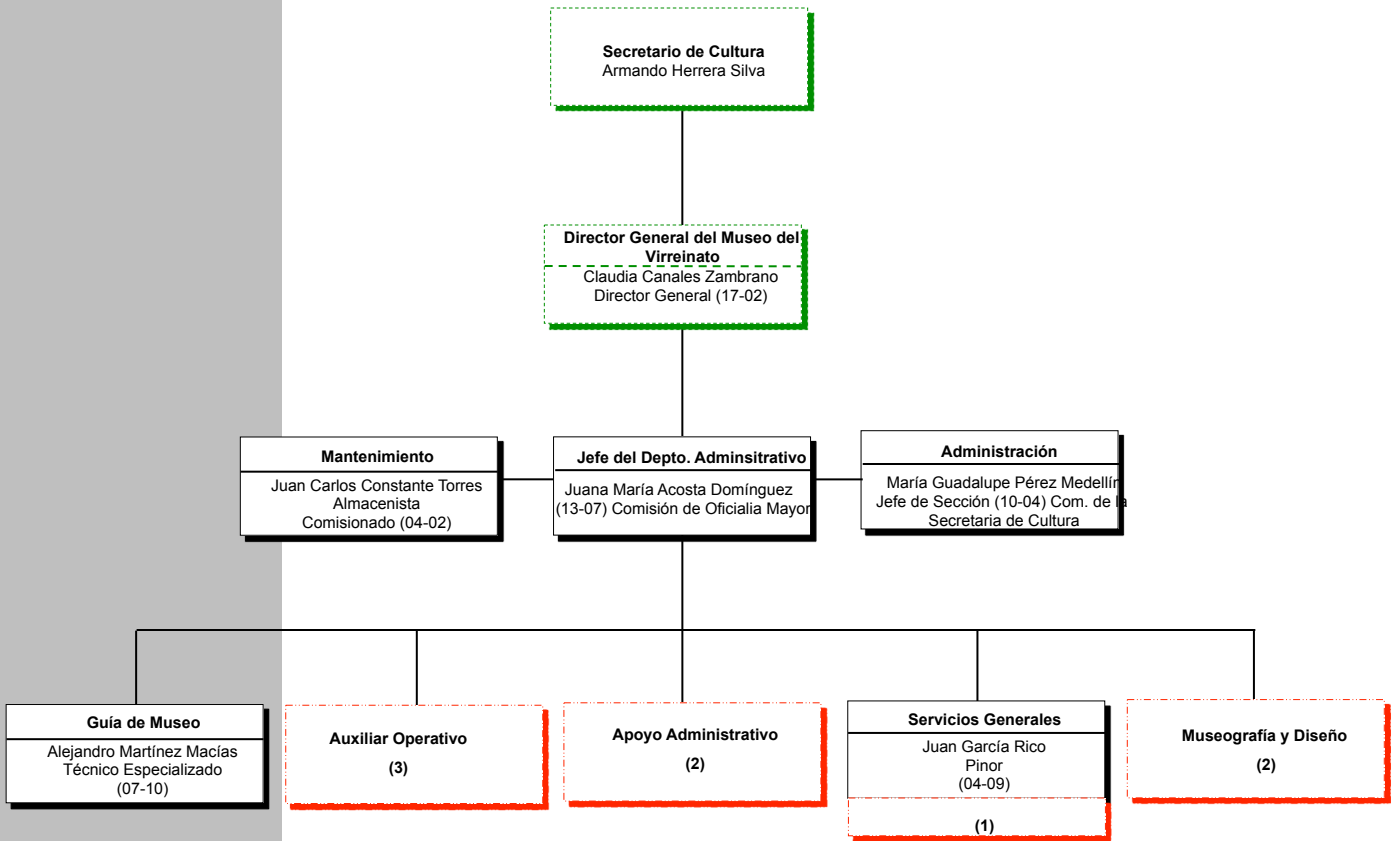 Secretario de Cultura
Armando Herrera Silva
Director General del Museo del
Virreinato
Claudia Canales Zambrano
Director General (17-02)
Mantenimiento
Juan Carlos Constante Torres
Almacenista
Comisionado (04-02)
Jefe del Depto. Adminsitrativo
Juana María Acosta Domínguez
(13-07) Comisión de Oficialia Mayor
Administración
María Guadalupe Pérez Medellín
Jefe de Sección (10-04) Com. de la
Secretaria de Cultura
Guía de Museo
Alejandro Martínez Macías
Técnico Especializado
(07-10)
Auxiliar Operativo
(3)
Apoyo Administrativo
(2)
Servicios Generales
Juan García Rico
Pinor
(04-09)
(1)
Museografía y Diseño
(2)